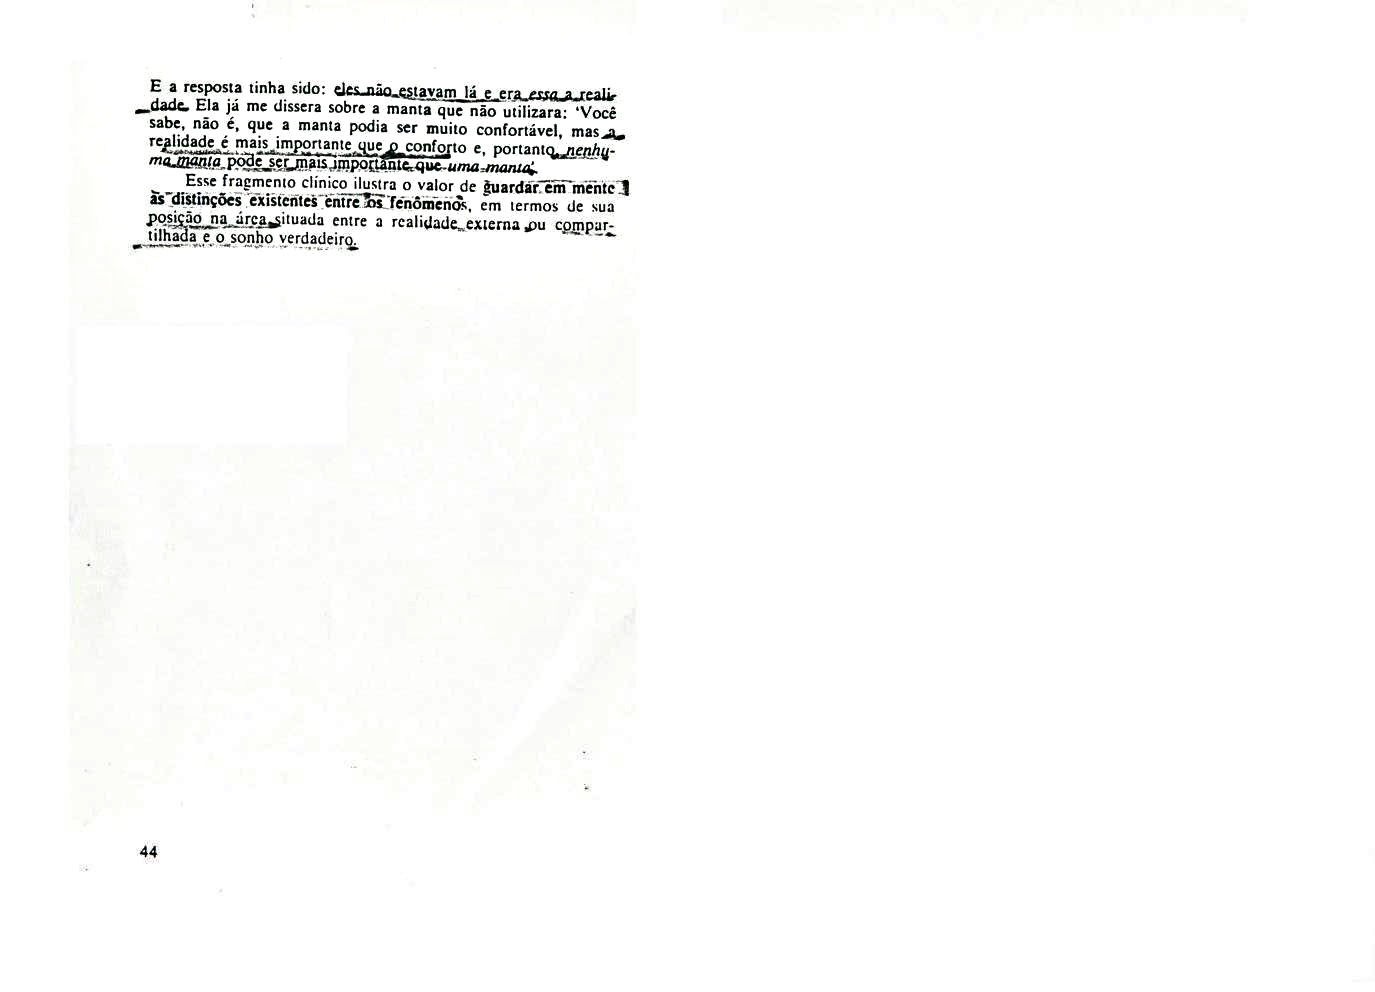 E a resposta tinha sido: eles não estavam lá e era essa a reali-
dade. Ela já me dissera sobre a manta que não utilizara: 'Você
sabe, não é, que a manta podia ser muito confortável, mas a
realidade é mais importante que o conforto e, portanto, nenhu-
ma manta pode ser mais importante que uma manta'.
Esse fragmento clínico ilustra o valor de guardar em mente
as distinções existentes entre os fenômenos, em termos de sua
posição na área situada entre a realidade externa ou compar-
tilhada e o sonho verdadeiro.
44